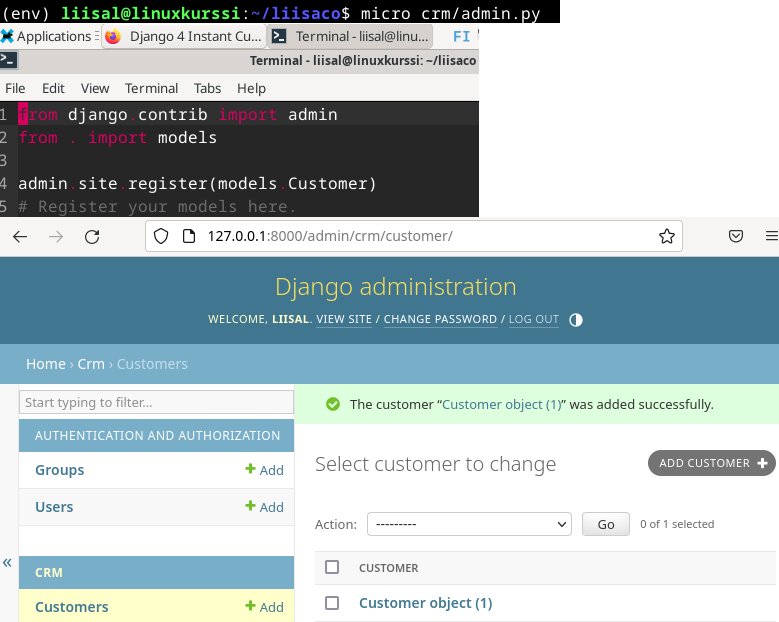 (env) liisal@linuxkurssi:~/liisaco$ micro crm/admin.py
Applications Django 4 Instant Cu... Terminal - liisal@linu... FI
Terminal - liisal@linuxkurssi: ~/liisaco
File Edit View Terminal Tabs Help
1 from django.contrib import admin
2 from . import models
3
4 admin.site.register(models.Customer)
5 # Register your models here.
127.0.0.1:8000/admin/crm/customer/
Django administration
WELCOME, LIISAL. VIEW SITE / CHANGE PASSWORD / LOG OUT
Home › Crm › Customers
Start typing to filter...
The customer “Customer object (1)” was added successfully.
AUTHENTICATION AND AUTHORIZATION
Groups + Add
Users + Add
Select customer to change
ADD CUSTOMER +
Action: --------- Go 0 of 1 selected
«
CRM
Customers + Add
CUSTOMER
Customer object (1)